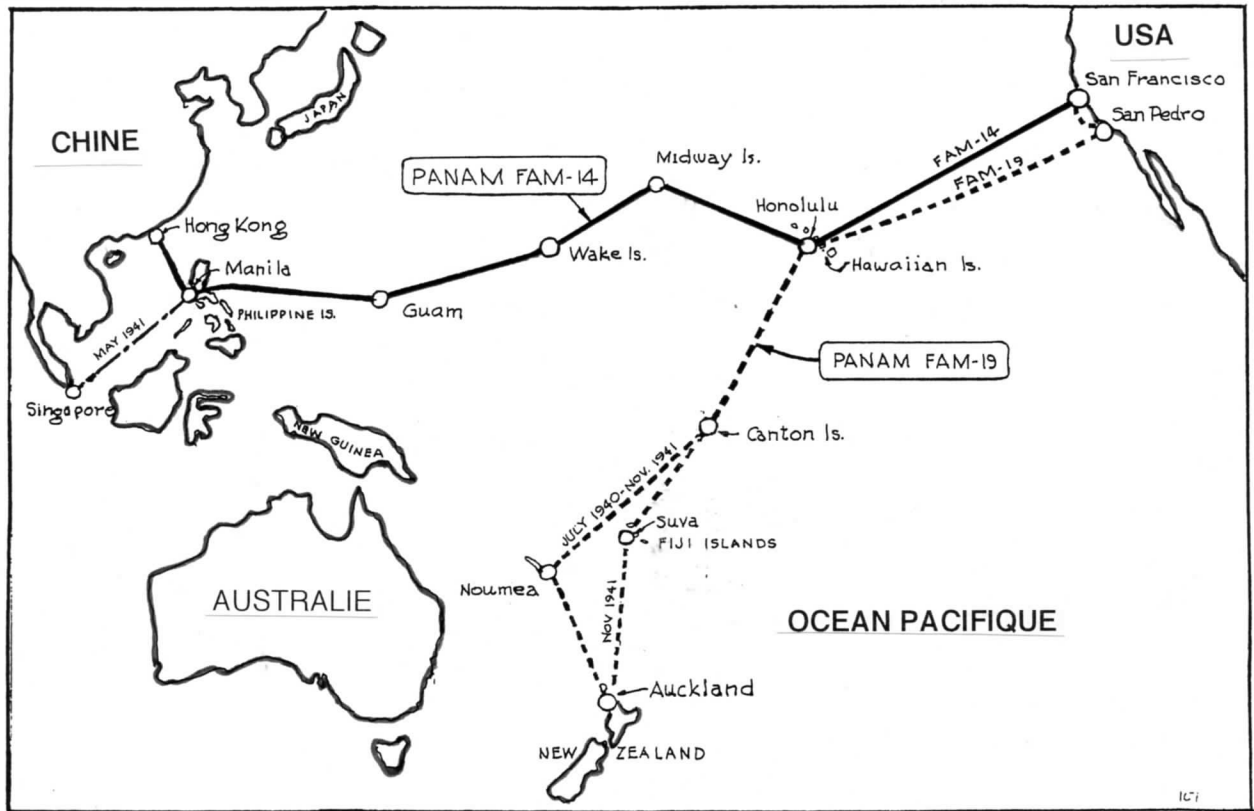 USA
San Francisco
San Pedro
JAPAN
CHINE
FAM-14
FAM-19
Midway Is.
PANAM FAM-14
Honolulu
Hong Kong
Wake Is.
Hawaiian Is.
Manila
Guam
PHILIPPINE IS.
MAY 1941
PANAM FAM-19
Singapore
NEW GUINEA
Canton Is.
JULY 1940-NOV. 1941
Suva
FIJI ISLANDS
Noumea
AUSTRALIE
NOV 1941
OCEAN PACIFIQUE
Auckland
NEW ZEALAND